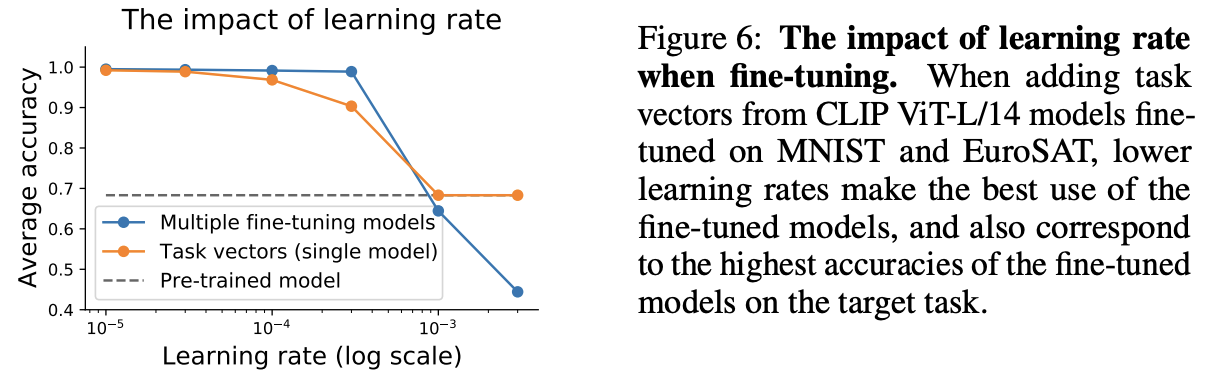 The impact of learning rate
1.0
0.9
0.8
0.7
0.6
0.5
0.4
Average accuracy
Multiple fine-tuning models
Task vectors (single model)
Pre-trained model
10⁻⁵
10⁻⁴
10⁻³
Learning rate (log scale)
Figure 6: The impact of learning rate
when fine-tuning. When adding task
vectors from CLIP ViT-L/14 models fine-
tuned on MNIST and EuroSAT, lower
learning rates make the best use of the
fine-tuned models, and also correspond
to the highest accuracies of the fine-tuned
models on the target task.